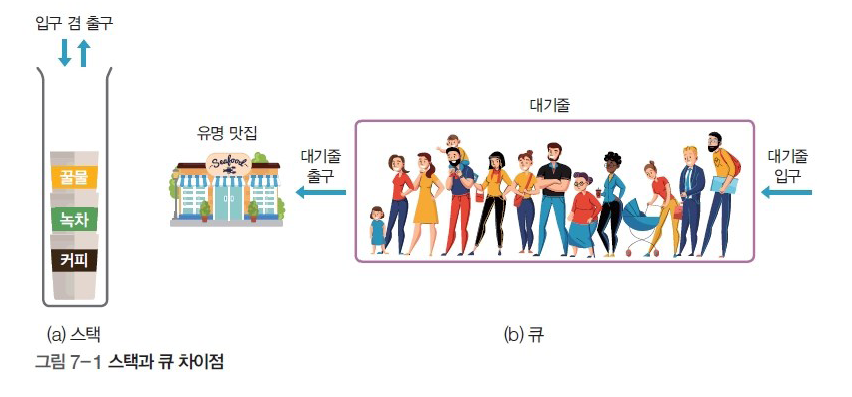 입구 겸 출구
꿀물
녹차
커피
(a) 스택
유명 맛집
Seafood
대기줄
출구
대기줄
대기줄
입구
(b) 큐
그림 7-1 스택과 큐 차이점